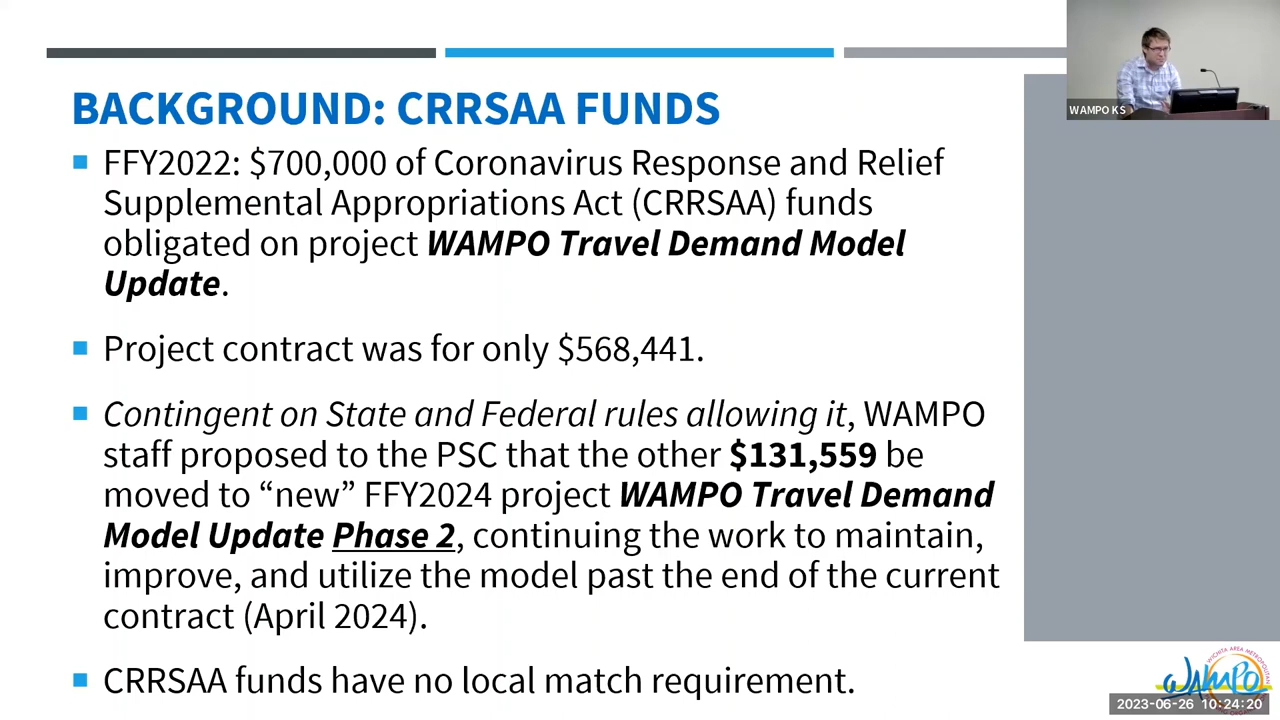 BACKGROUND: CRRSAA FUNDS
FFY2022: $700,000 of Coronavirus Response and Relief
Supplemental Appropriations Act (CRRSAA) funds
obligated on project WAMPO Travel Demand Model
Update.
Project contract was for only $568,441.
Contingent on State and Federal rules allowing it, WAMPO
staff proposed to the PSC that the other $131,559 be
moved to “new” FFY2024 project WAMPO Travel Demand
Model Update Phase 2, continuing the work to maintain,
improve, and utilize the model past the end of the current
contract (April 2024).
CRRSAA funds have no local match requirement.
WAMPO KS
WICHITA AREA METROPOLITAN
WAMPO
2023-06-26 10:24:20